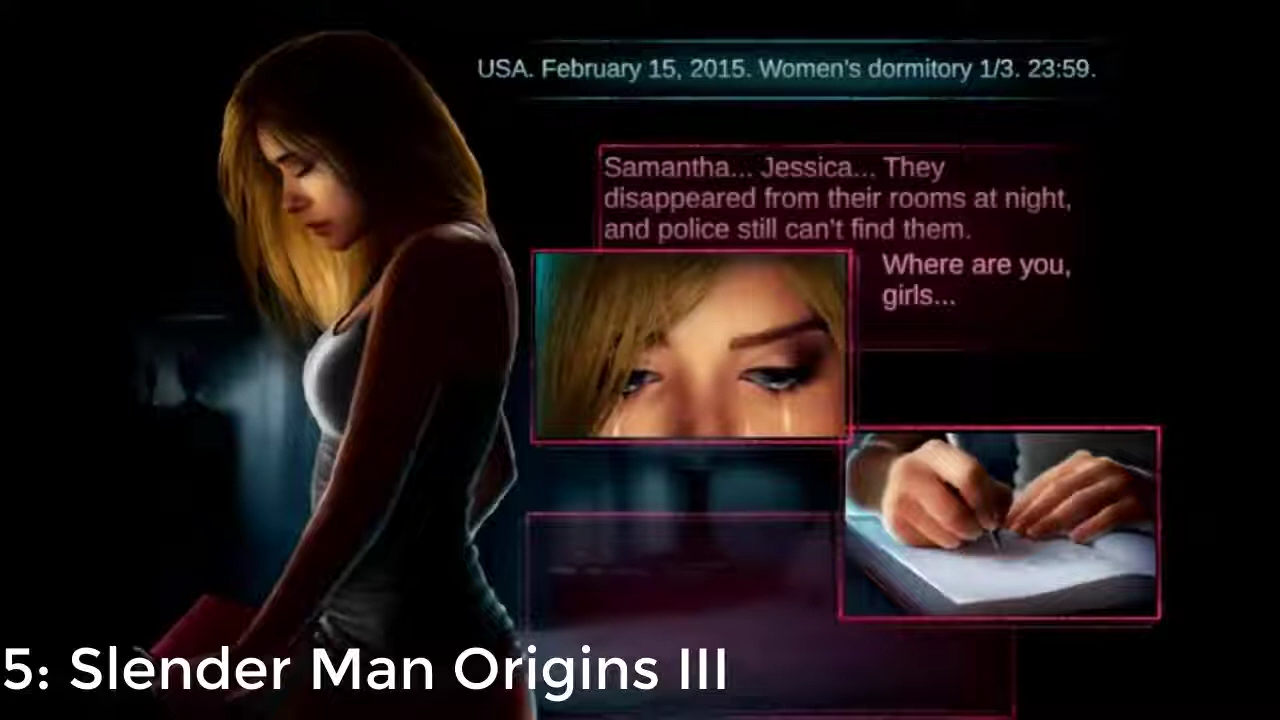 USA. February 15, 2015. Women's dormitory 1/3. 23:59.
Samantha... Jessica... They
disappeared from their rooms at night,
and police still can't find them.
Where are you,
girls...
5: Slender Man Origins III